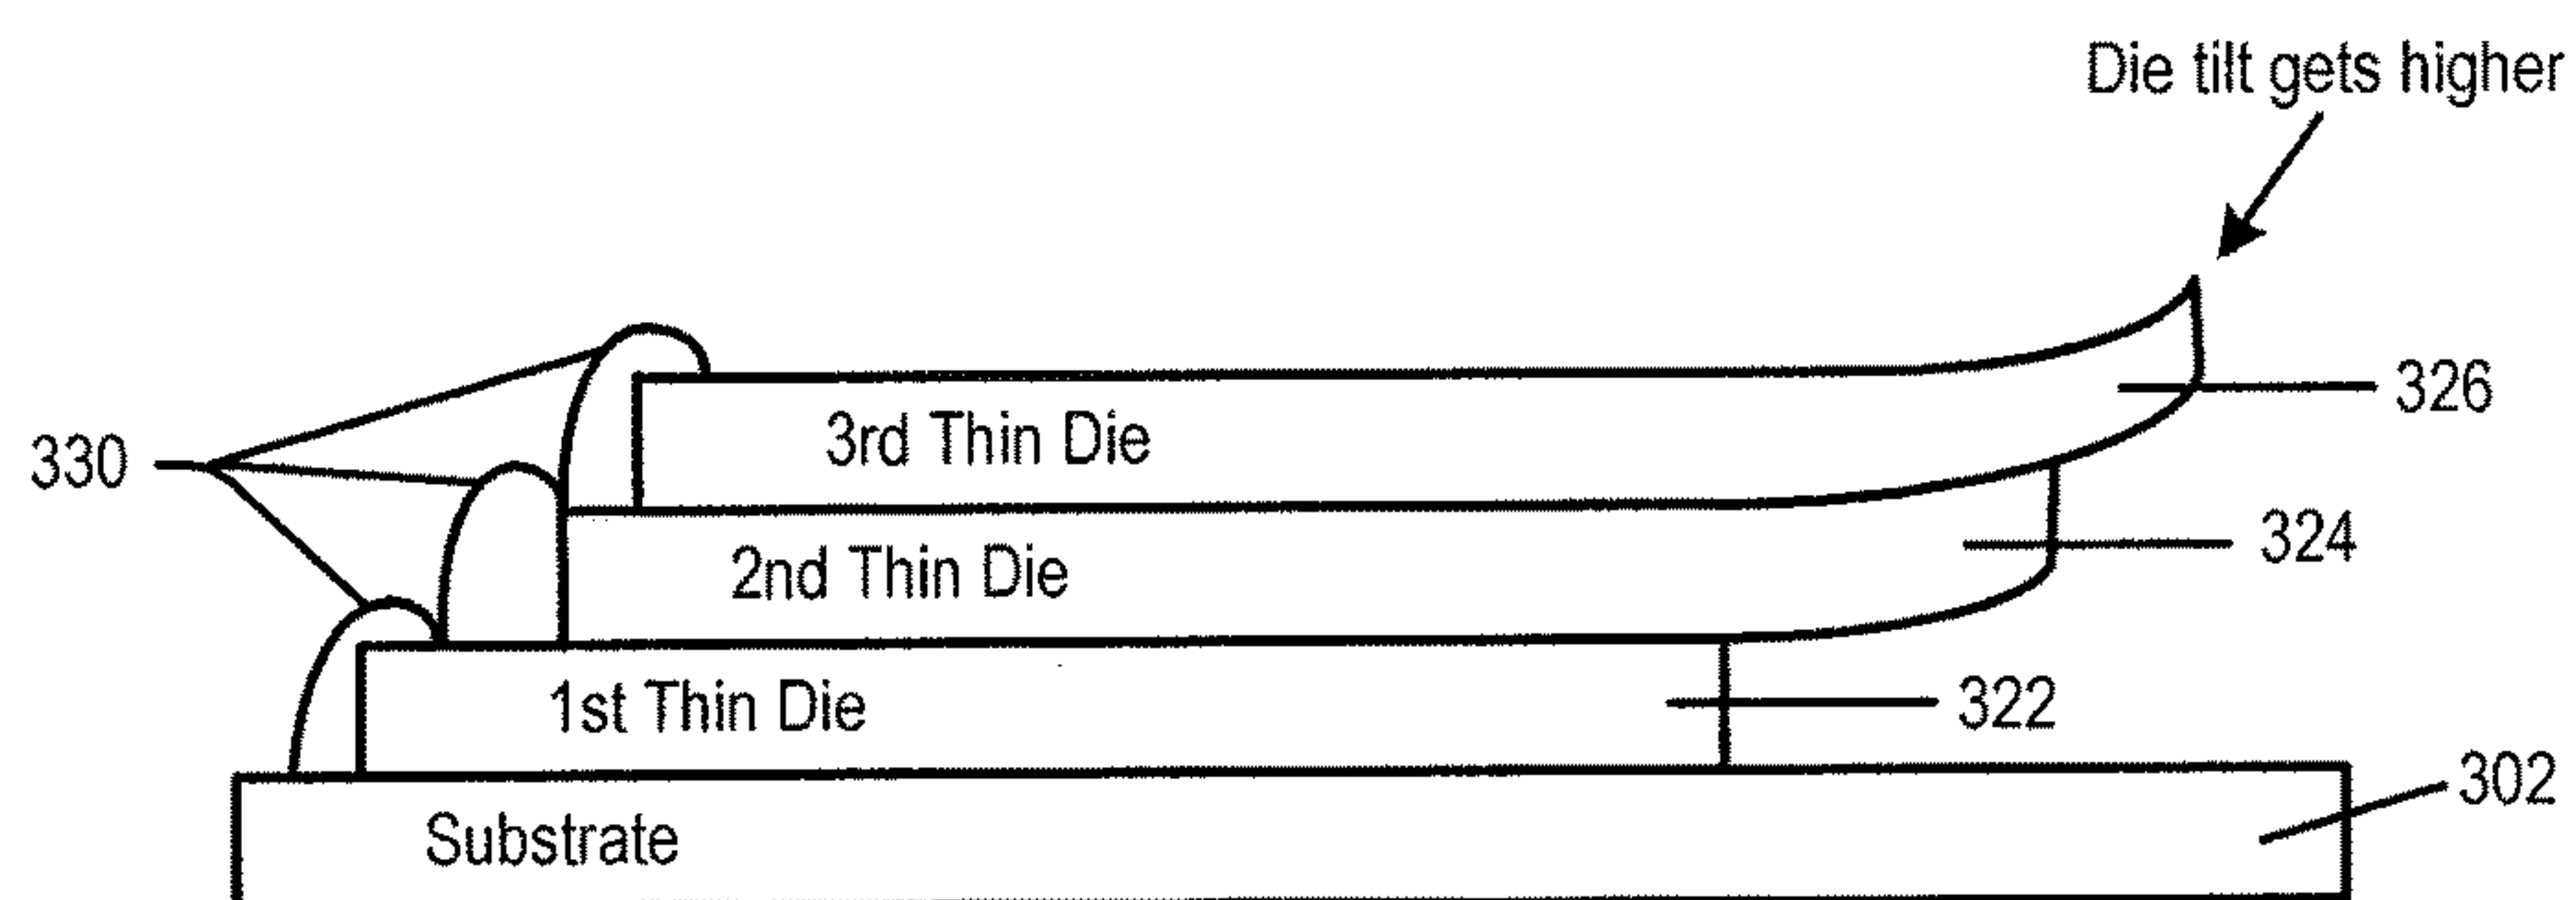 Die tilt gets higher
326
3rd Thin Die
330
324
2nd Thin Die
322
1st Thin Die
302
Substrate